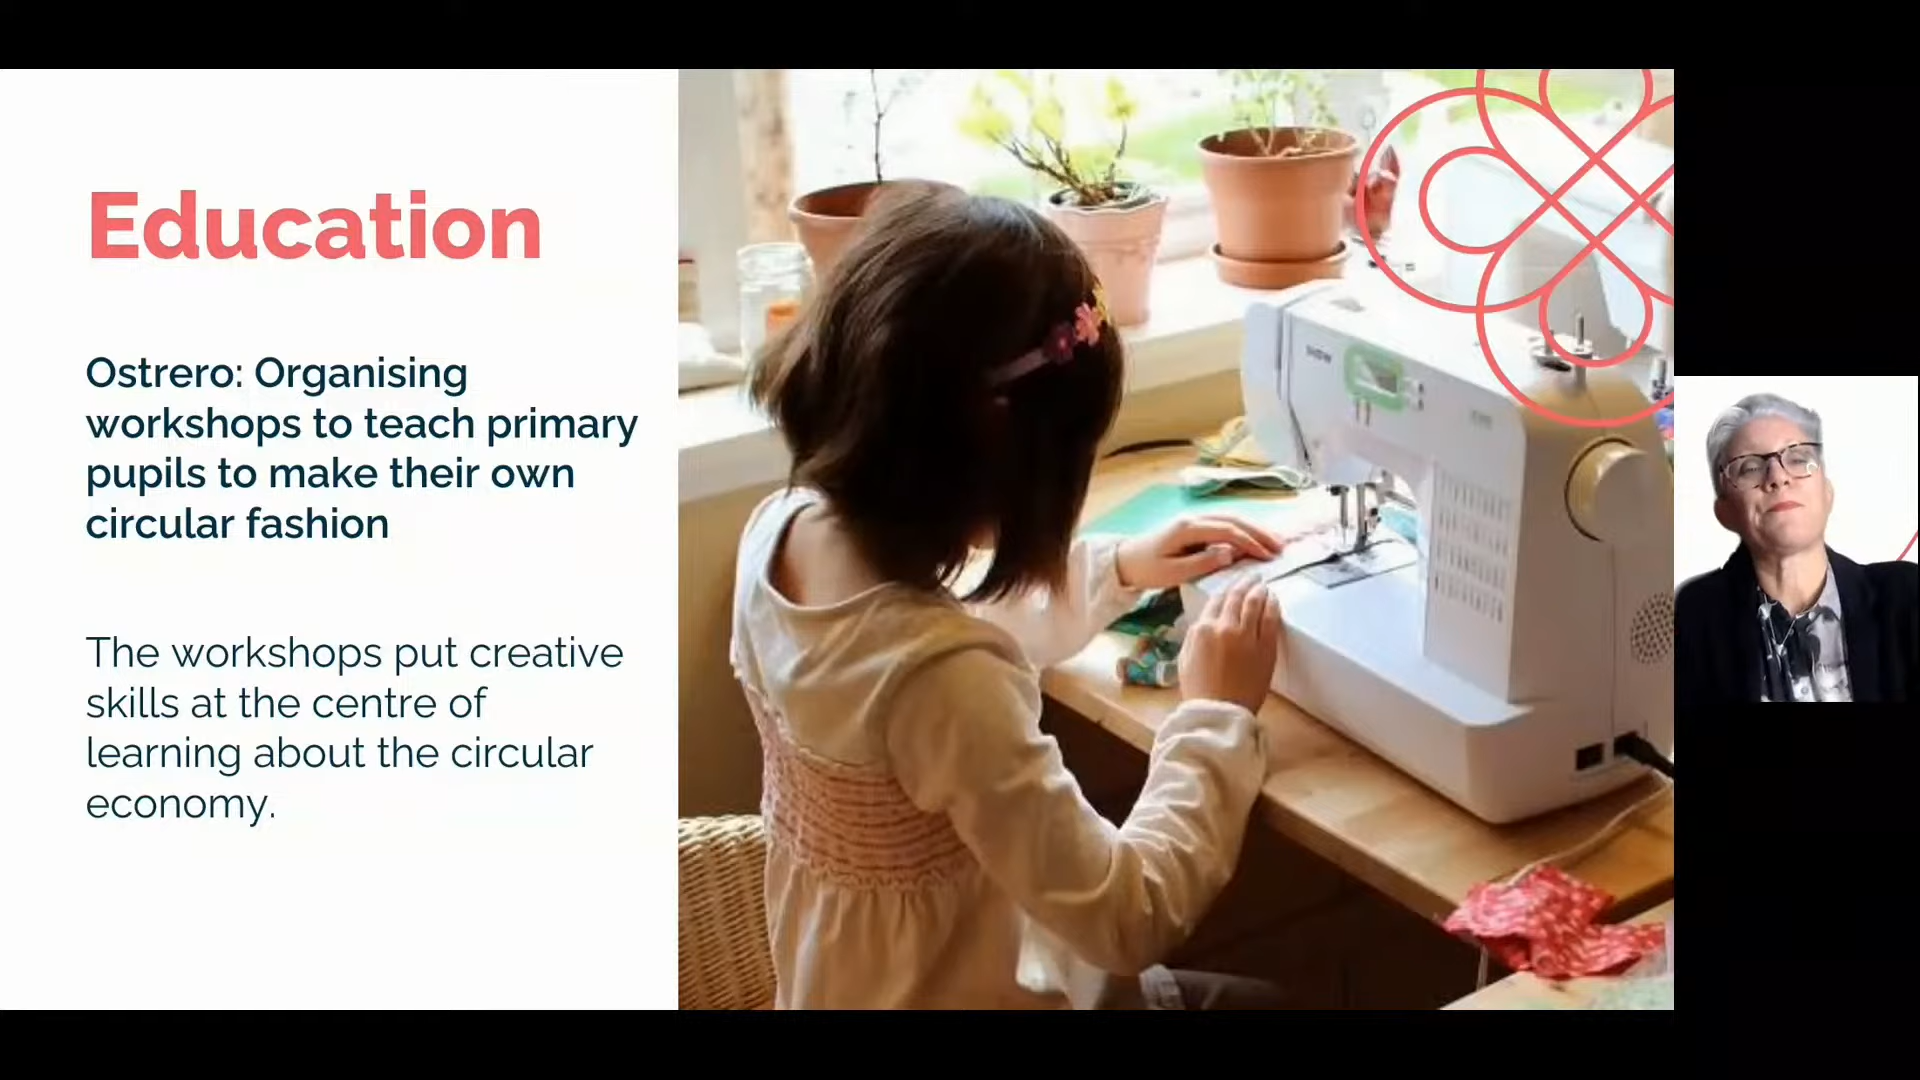 Education
Ostrero: Organising
workshops to teach primary
pupils to make their own
circular fashion
The workshops put creative
skills at the centre of
learning about the circular
economy.